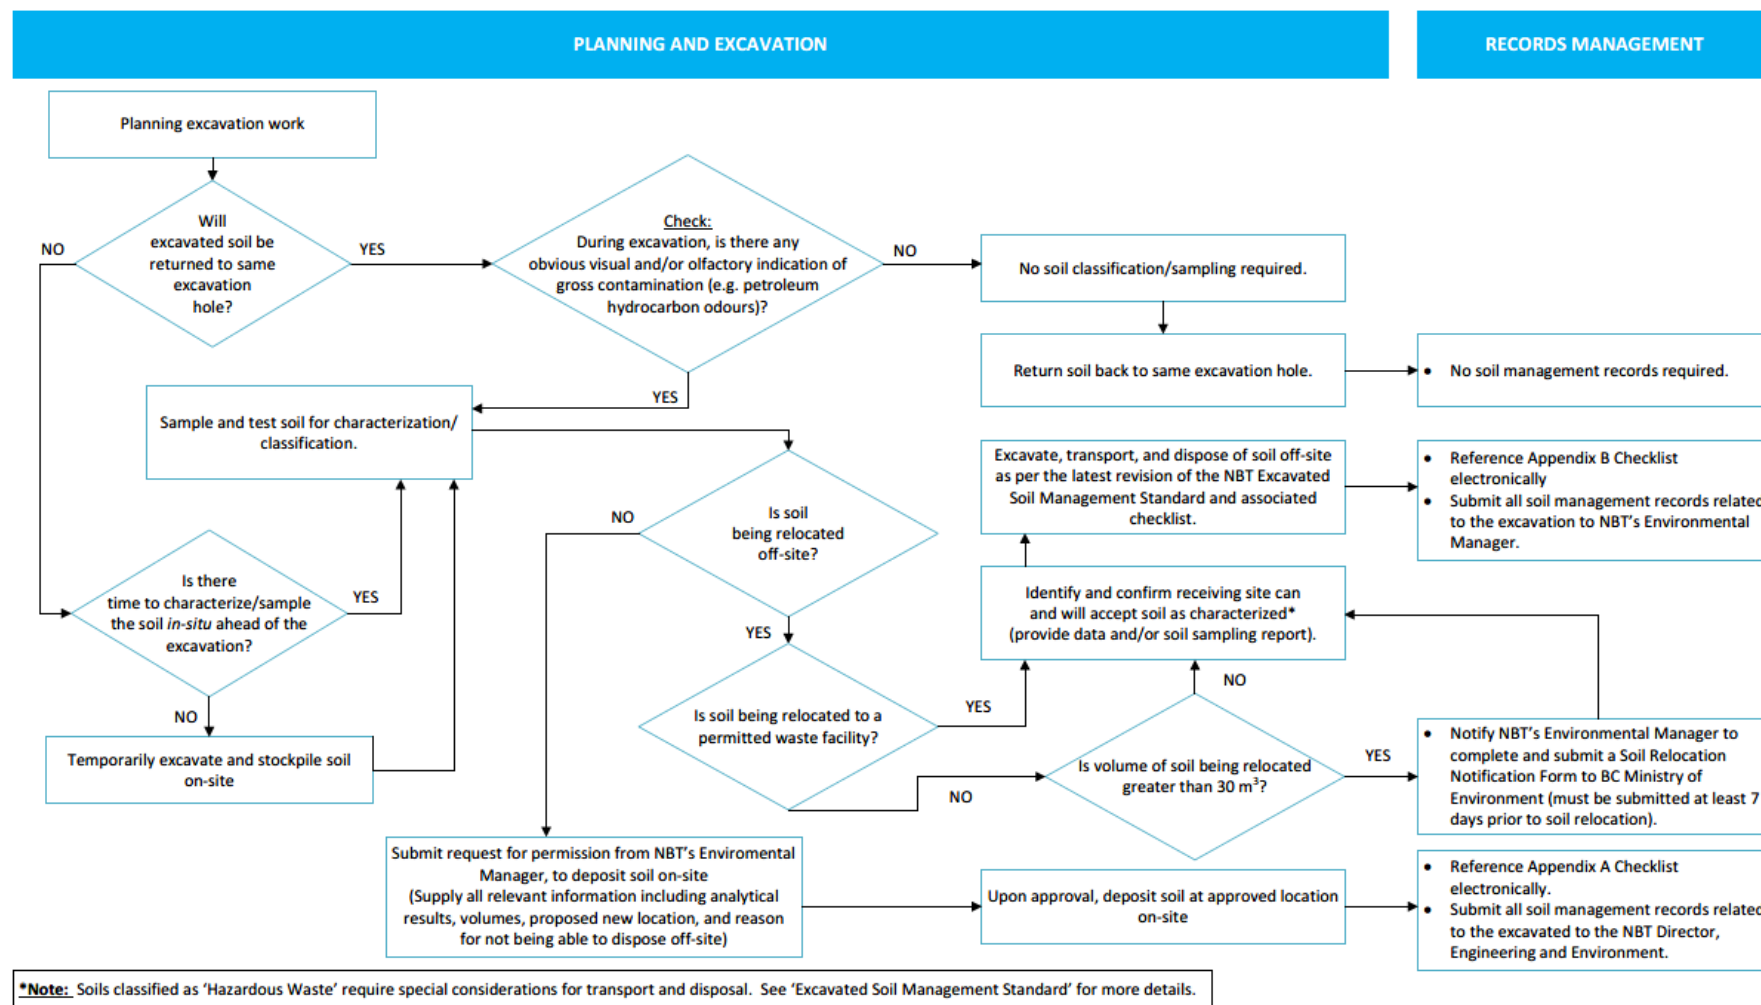 PLANNING AND EXCAVATION
RECORDS MANAGEMENT
Planning excavation work
Will
excavated soil be
returned to same
excavation
hole?
NO
YES
Check:
During excavation, is there any
obvious visual and/or olfactory indication of
gross contamination (e.g. petroleum
hydrocarbon odours)?
NO
YES
No soil classification/sampling required.
Return soil back to same excavation hole.
• No soil management records required.
Sample and test soil for characterization/
classification.
Is there
time to characterize/sample
the soil in-situ ahead of the
excavation?
YES
NO
Temporarily excavate and stockpile soil
on-site
Is soil
being relocated
off-site?
NO
YES
Is soil being relocated to a
permitted waste facility?
YES
NO
Excavate, transport, and dispose of soil off-site
as per the latest revision of the NBT Excavated
Soil Management Standard and associated
checklist.
• Reference Appendix B Checklist
electronically
• Submit all soil management records related
to the excavation to NBT's Environmental
Manager.
Identify and confirm receiving site can
and will accept soil as characterized*
(provide data and/or soil sampling report).
NO
Is volume of soil being relocated
greater than 30 m³?
YES
• Notify NBT's Environmental Manager to
complete and submit a Soil Relocation
Notification Form to BC Ministry of
Environment (must be submitted at least 7
days prior to soil relocation).
Submit request for permission from NBT's Enviromental
Manager, to deposit soil on-site
(Supply all relevant information including analytical
results, volumes, proposed new location, and reason
for not being able to dispose off-site)
Upon approval, deposit soil at approved location
on-site
• Reference Appendix A Checklist
electronically.
• Submit all soil management records related
to the excavated to the NBT Director,
Engineering and Environment.
*Note: Soils classified as 'Hazardous Waste' require special considerations for transport and disposal. See 'Excavated Soil Management Standard' for more details.